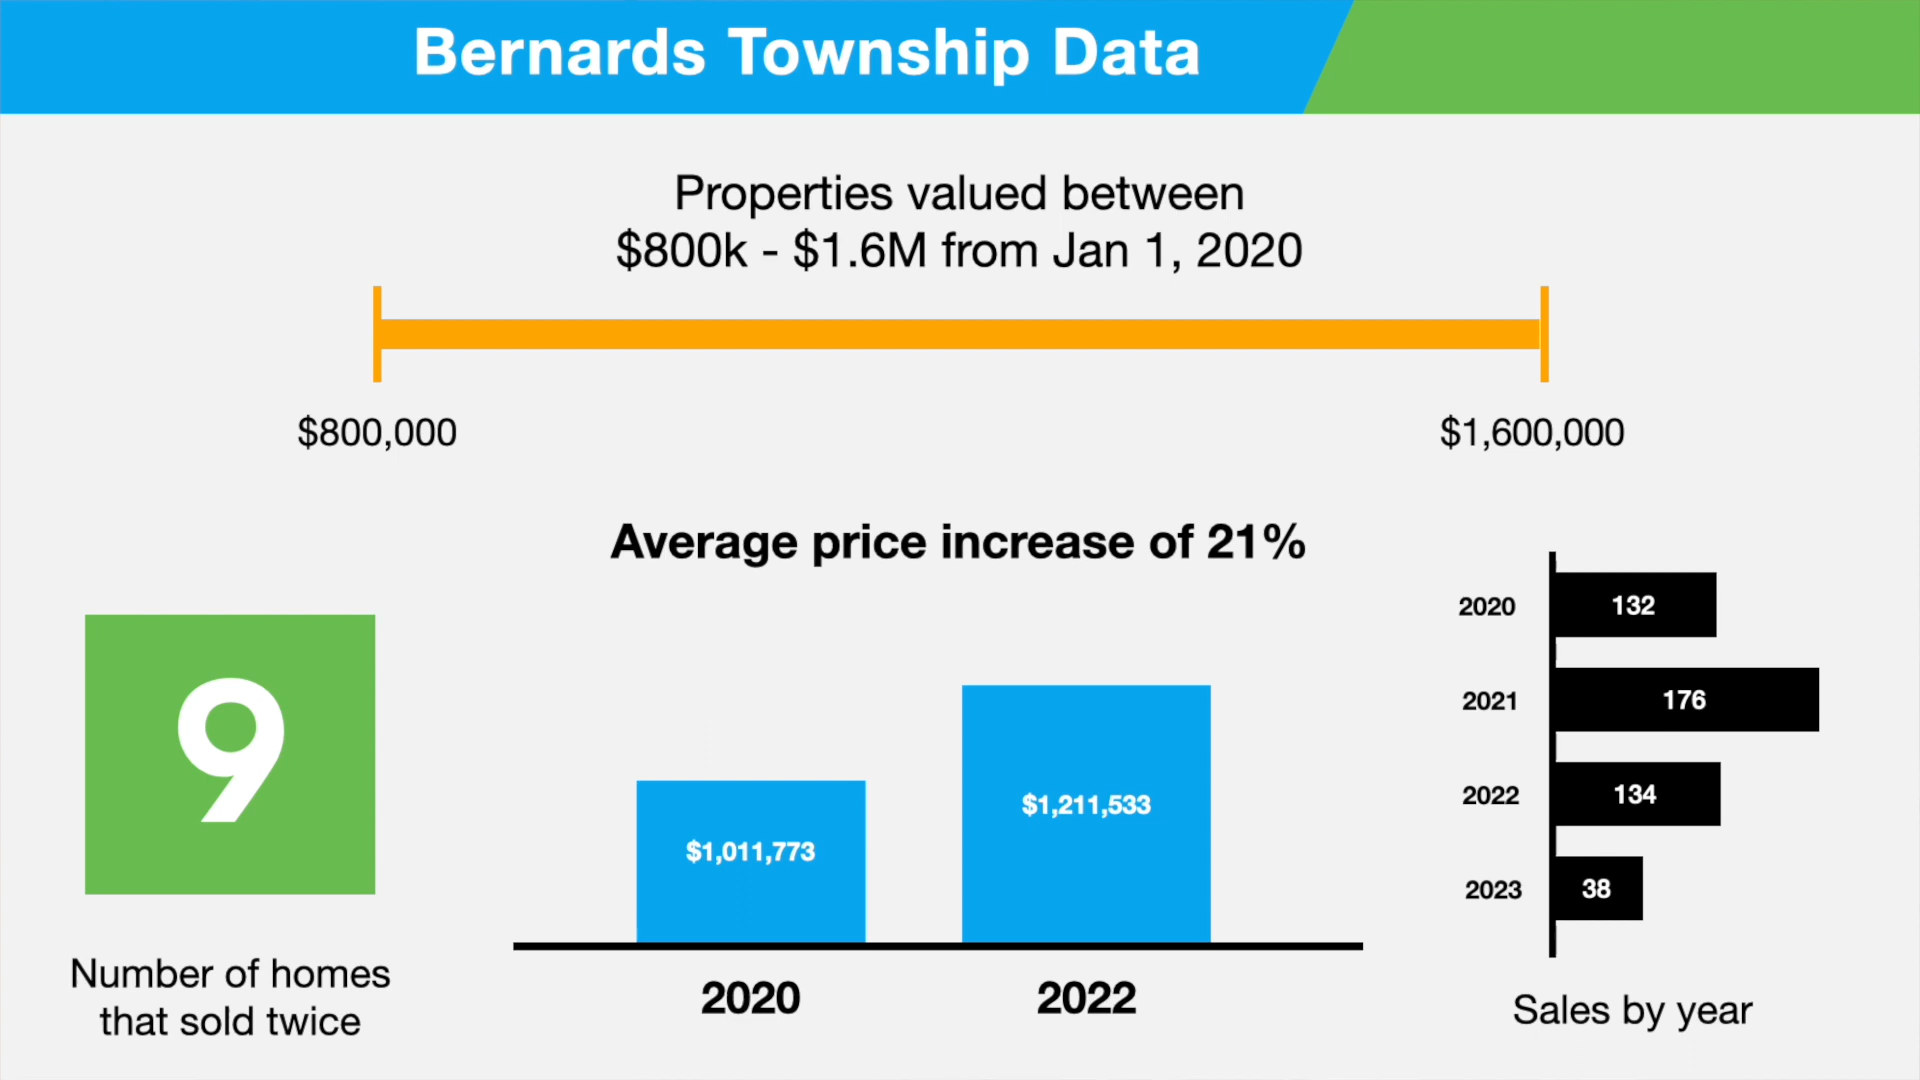 Bernards Township Data
Properties valued between
$800k - $1.6M from Jan 1, 2020
$800,000
$1,600,000
Average price increase of 21%
9
Number of homes
that sold twice
$1,011,773
$1,211,533
2020
2022
2020
132
2021
176
2022
134
2023
38
Sales by year